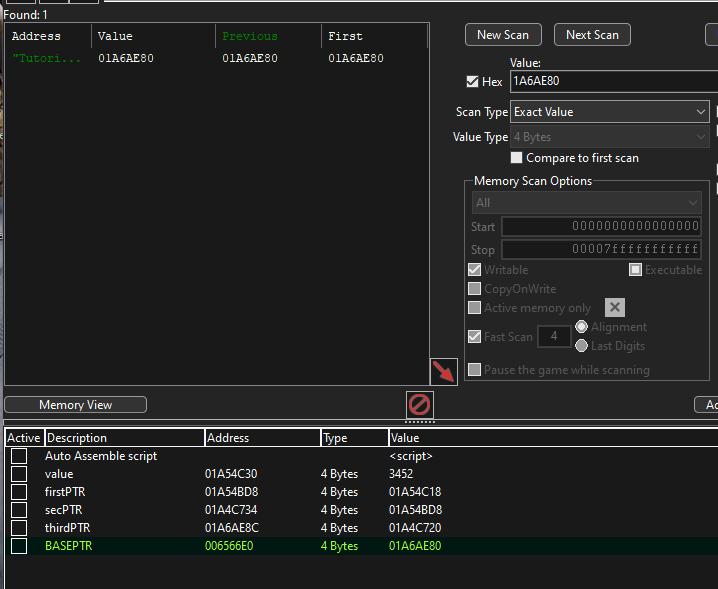 Found: 1
Address Value Previous First
"Tutori... 01A6AE80 01A6AE80 01A6AE80
New Scan Next Scan
Value:
Hex 1A6AE80
Scan Type Exact Value
Value Type 4 Bytes
Compare to first scan
Memory Scan Options
All
Start 0000000000000000
Stop 00007fffffffffff
Writable Executable
CopyOnWrite
Active memory only
Fast Scan 4 Alignment
Last Digits
Pause the game while scanning
Memory View
Active Description Address Type Value
Auto Assemble script <script>
value 01A54C30 4 Bytes 3452
firstPTR 01A54BD8 4 Bytes 01A54C18
secPTR 01A4C734 4 Bytes 01A54BD8
thirdPTR 01A6AE8C 4 Bytes 01A4C720
BASEPTR 006566E0 4 Bytes 01A6AE80